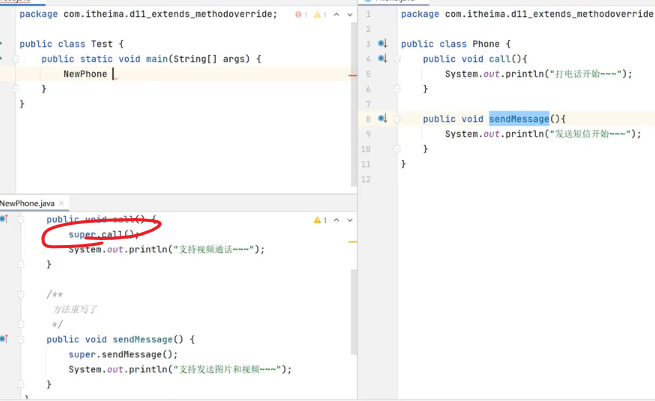 package com.itheima.d11_extends_methodoverride;
1
1
public class Test {
public static void main(String[] args) {
NewPhone
}
}
NewPhone.java
1
public void call() {
super.call();
System.out.println("支持视频通话~~~");
}
/**
方法重写了
*/
public void sendMessage() {
super.sendMessage();
System.out.println("支持发送图片和视频~~~");
}
1 package com.itheima.d11_extends_methodoverride
2
3 public class Phone {
4 public void call(){
5 System.out.println("打电话开始~~~");
6 }
7
8 public void sendMessage(){
9 System.out.println("发送短信开始~~~");
10 }
11 }
12